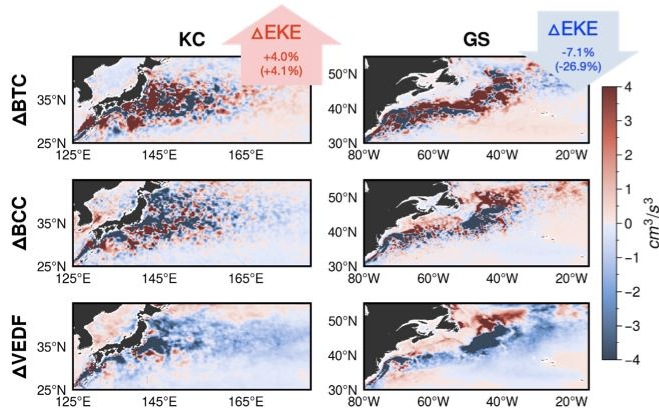 KC
ΔEKE
+4.0%
(+4.1%)
GS
ΔEKE
-7.1%
(-26.9%)
ΔBTC
35°N
25°N
125°E 145°E 165°E
50°N
40°N
30°N
80°W 60°W 40°W 20°W
ΔBCC
35°N
25°N
125°E 145°E 165°E
50°N
40°N
30°N
80°W 60°W 40°W 20°W
ΔVEDF
35°N
25°N
125°E 145°E 165°E
50°N
40°N
30°N
80°W 60°W 40°W 20°W
4
3
2
1
0
−1
−2
−3
−4
cm³/s³